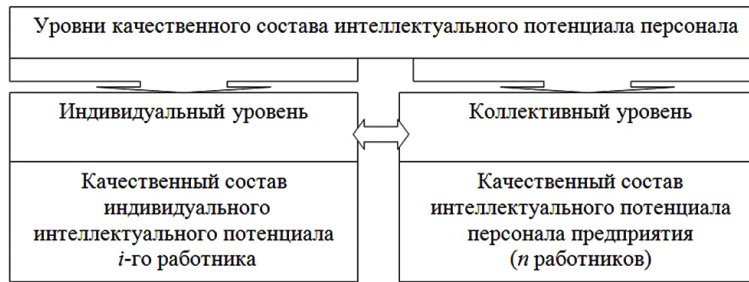 Уровни качественного состава интеллектуального потенциала персонала
Индивидуальный уровень
Коллективный уровень
Качественный состав
индивидуального
интеллектуального потенциала
i-го работника
Качественный состав
интеллектуального потенциала
персонала предприятия
(n работников)